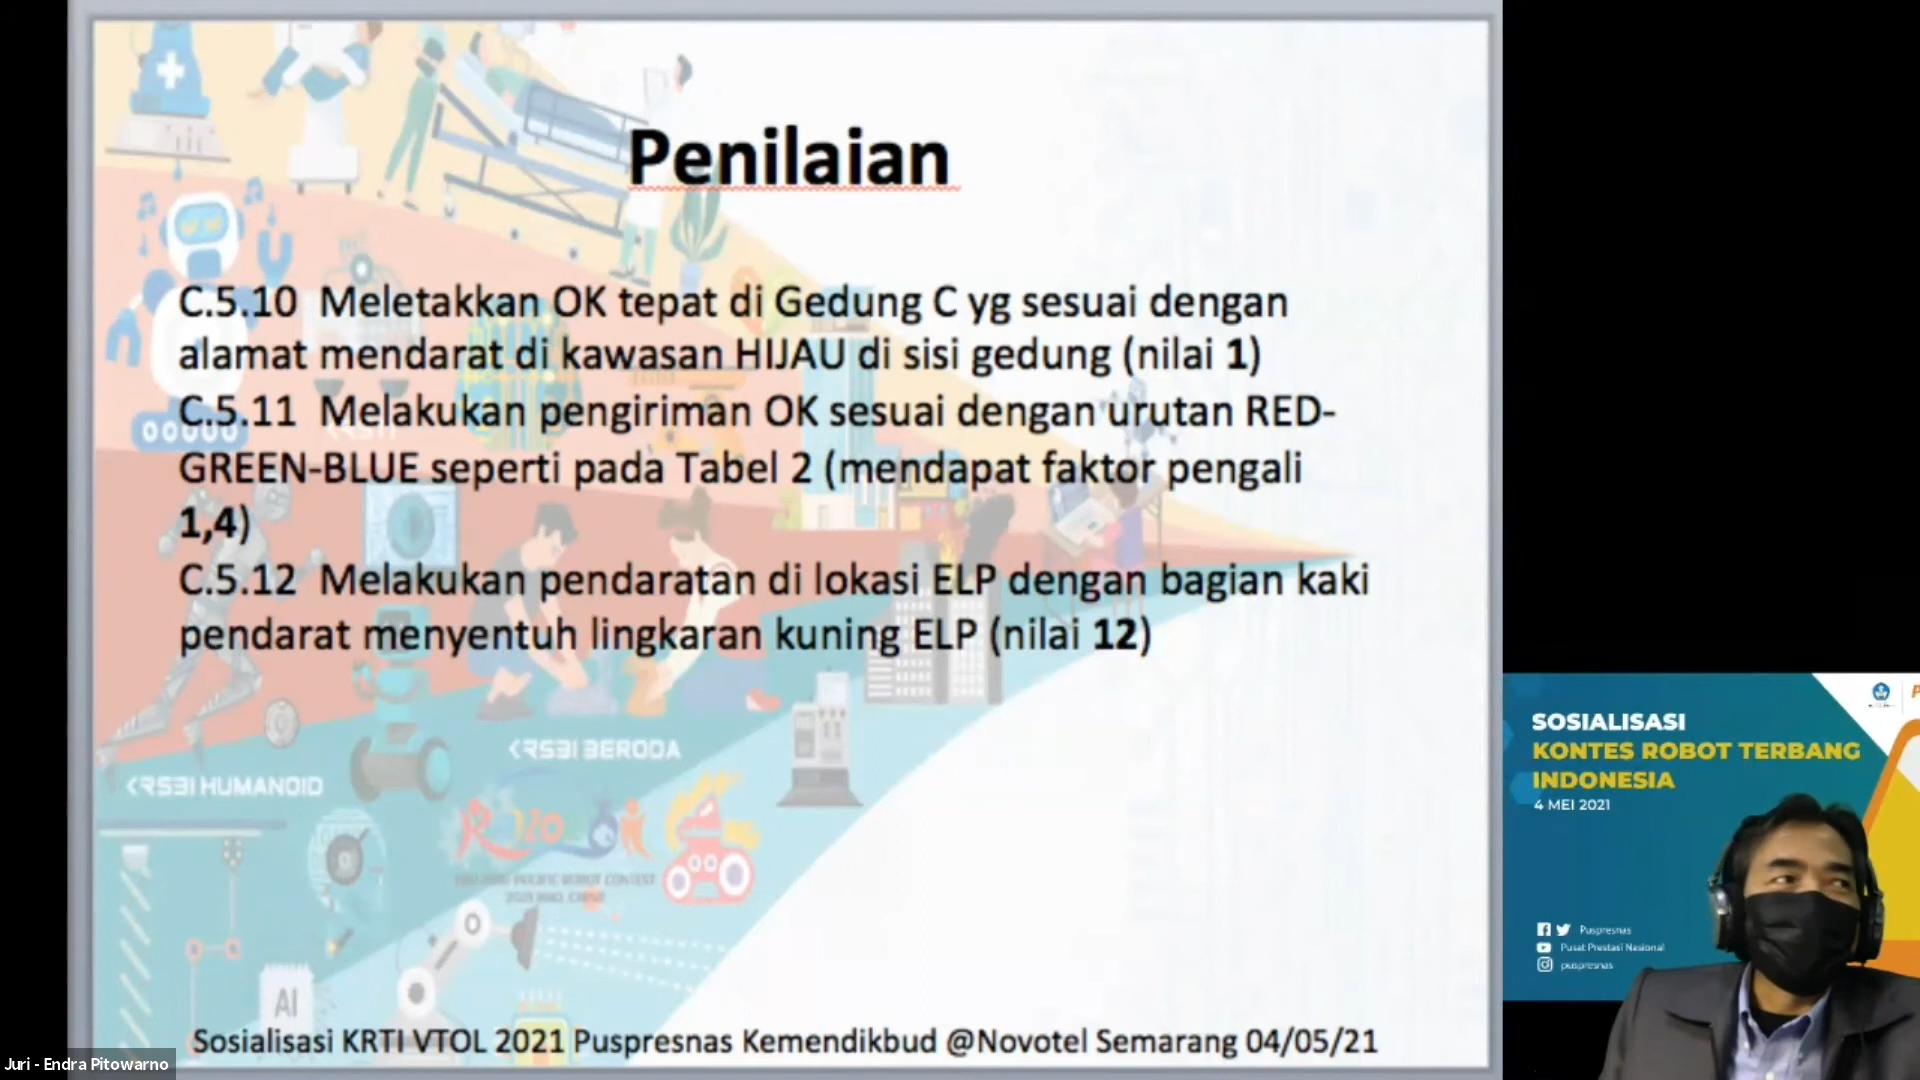 Penilaian
C.5.10 Meletakkan OK tepat di Gedung C yg sesuai dengan
alamat mendarat di kawasan HIJAU di sisi gedung (nilai 1)
C.5.11 Melakukan pengiriman OK sesuai dengan urutan RED-
GREEN-BLUE seperti pada Tabel 2 (mendapat faktor pengali
1,4)
C.5.12 Melakukan pendaratan di lokasi ELP dengan bagian kaki
pendarat menyentuh lingkaran kuning ELP (nilai 12)
KRSBI BERODA
KRSBI HUMANOID
AI
Sosialisasi KRTI VTOL 2021 Puspresnas Kemendikbud @Novotel Semarang 04/05/21
Juri - Endra Pitowarno
SOSIALISASI
KONTES ROBOT TERBANG
INDONESIA
4 MEI 2021
Puspresnas
Pusat Prestasi Nasional
puspresnas